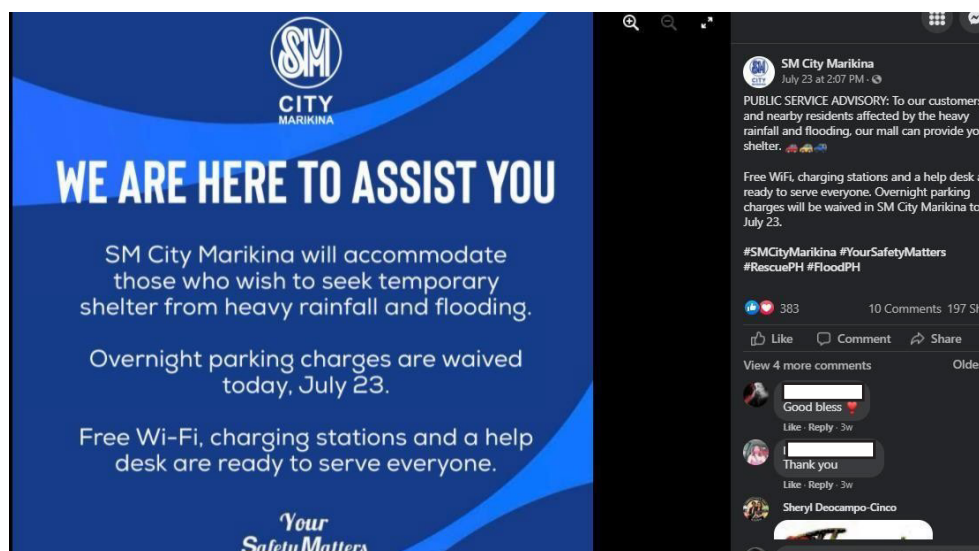 SM
CITY
MARIKINA
WE ARE HERE TO ASSIST YOU
SM City Marikina will accommodate
those who wish to seek temporary
shelter from heavy rainfall and flooding.
Overnight parking charges are waived
today, July 23.
Free Wi-Fi, charging stations and a help
desk are ready to serve everyone.
Your
Safety Matters
SM City Marikina
July 23 at 2:07 PM ·
PUBLIC SERVICE ADVISORY: To our customers
and nearby residents affected by the heavy
rainfall and flooding, our mall can provide yo
shelter.
Free WiFi, charging stations and a help desk a
ready to serve everyone. Overnight parking
charges will be waived in SM City Marikina to
July 23.
#SMCityMarikina #YourSafetyMatters
#RescuePH #FloodPH
383 10 Comments 197 Sh
Like Comment Share
View 4 more comments Olde
Good bless
Like · Reply · 3w
Thank you
Like · Reply · 3w
Sheryl Deocampo-Cinco